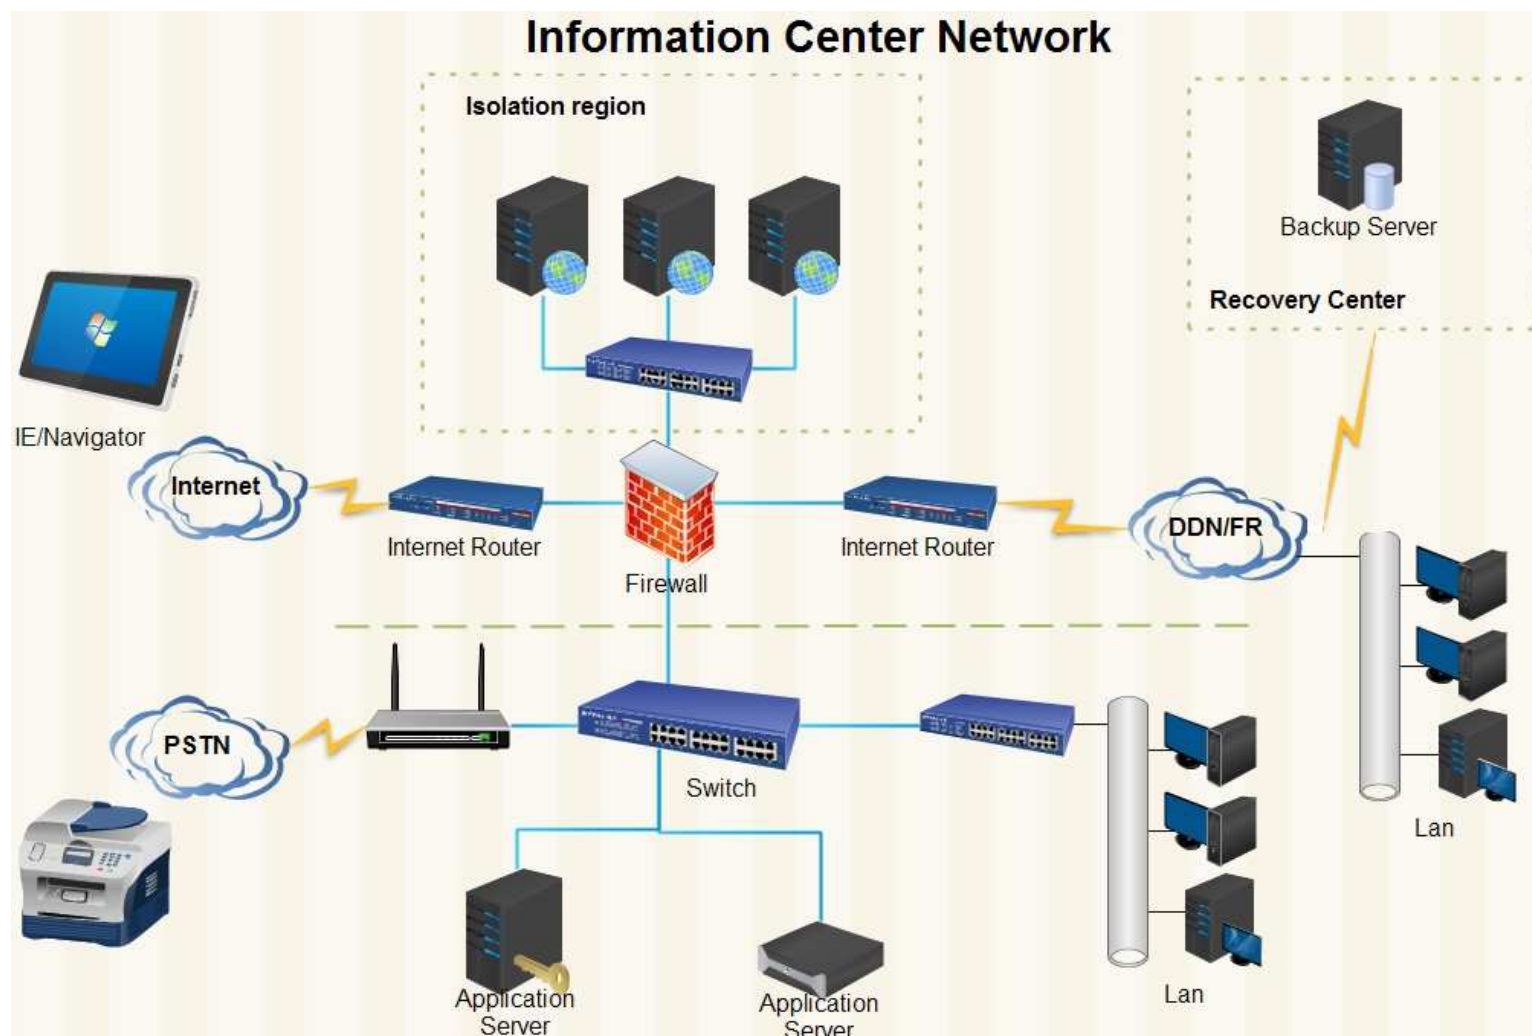 Information Center Network
Isolation region
Backup Server
Recovery Center
IE/Navigator
Internet
Internet Router
Firewall
Internet Router
DDN/FR
PSTN
Switch
Lan
Lan
Application
Server
Application
Server